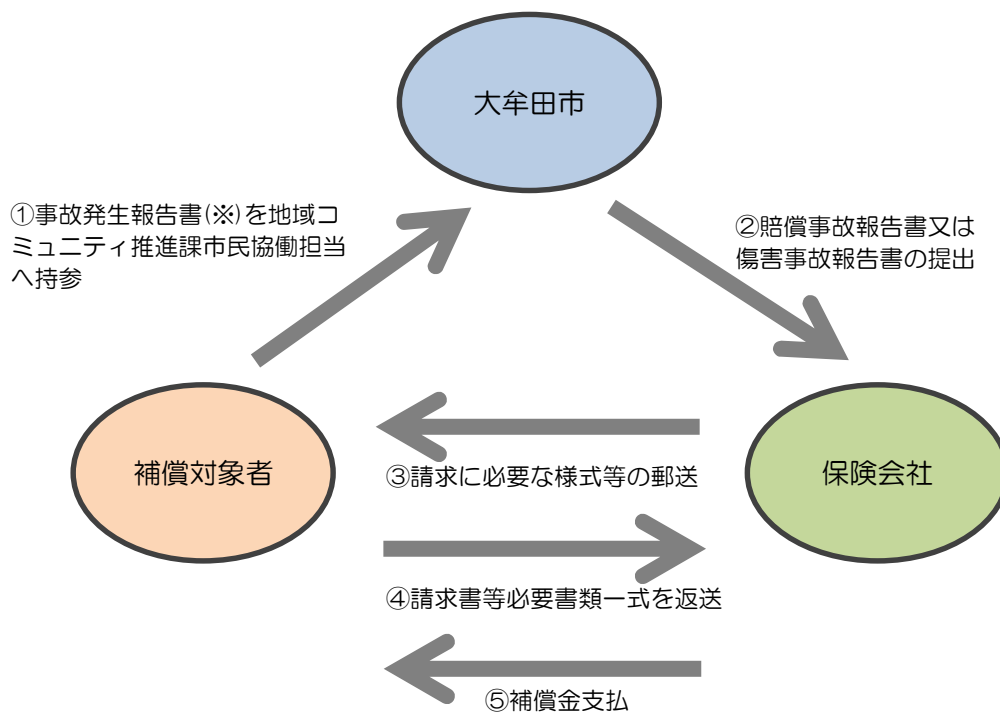 大牟田市
①事故発生報告書(※)を地域コ
ミュニティ推進課市民協働担当
へ持参
②賠償事故報告書又は
傷害事故報告書の提出
補償対象者
保険会社
③請求に必要な様式等の郵送
④請求書等必要書類一式を返送
⑤補償金支払